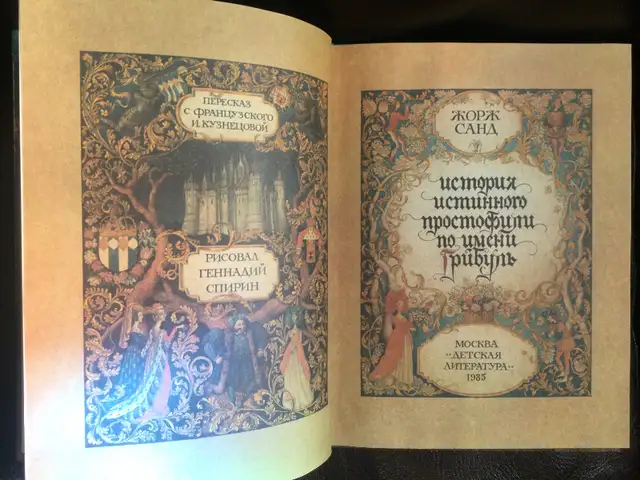 ПЕРЕСКАЗ
С ФРАНЦУЗСКОГО
И. КУЗНЕЦОВОЙ
РИСОВАЛ
ГЕННАДИЙ
СПИРИН
ЖОРЖ
САНД
история
истинного
простофили
по имени
Грибуль
МОСКВА
„ДЕТСКАЯ
ЛИТЕРАТУРА“
1985